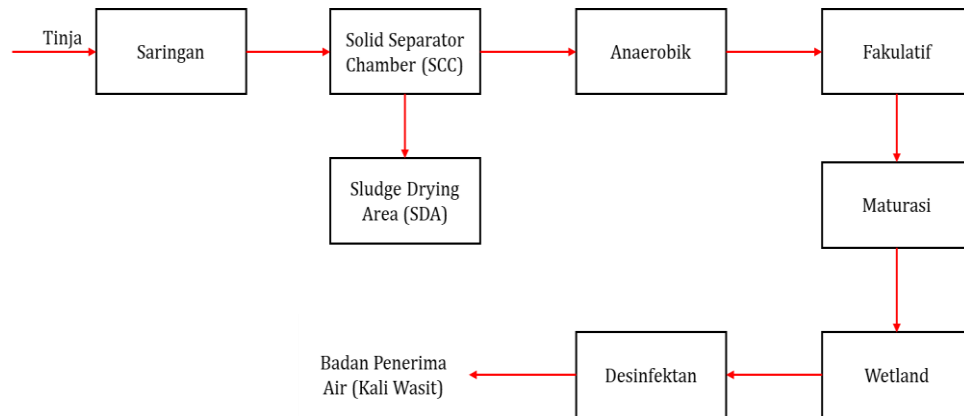 Tinja
Saringan
Solid Separator
Chamber (SCC)
Anaerobik
Fakulatif
Sludge Drying
Area (SDA)
Maturasi
Badan Penerima
Air (Kali Wasit)
Desinfektan
Wetland